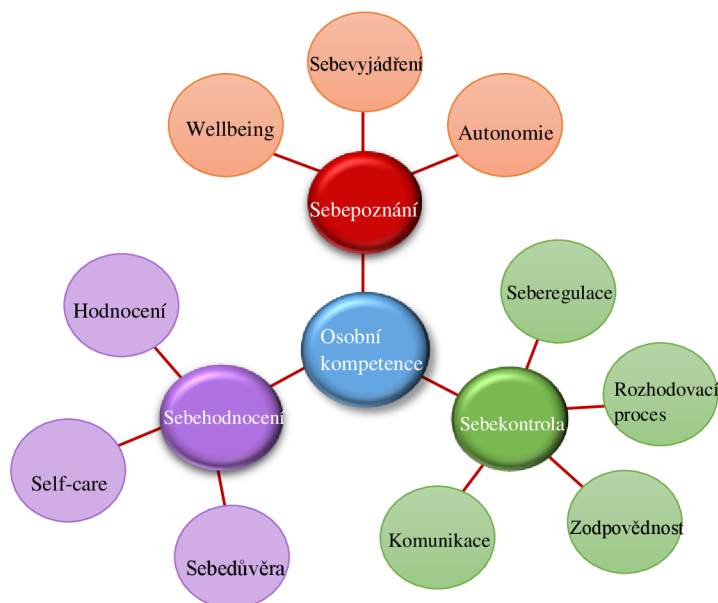 Sebevyjádření
Wellbeing
Autonomie
Sebepoznání
Hodnocení
Seberegulace
Osobní
kompetence
Rozhodovací
proces
Sebehodnocení
Sebekontrola
Self-care
Zodpovědnost
Komunikace
Sebedůvěra